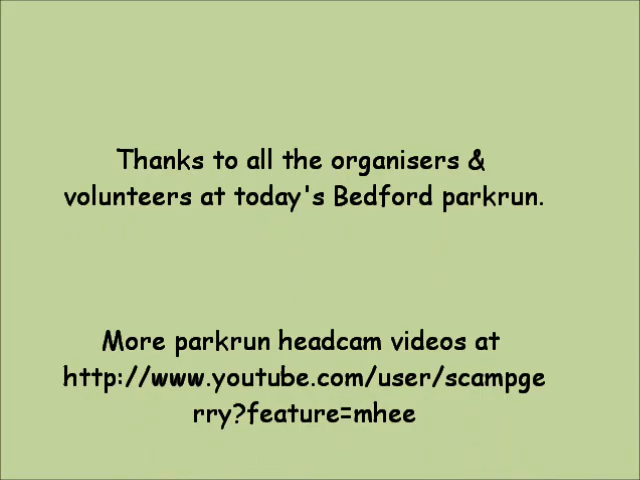 Thanks to all the organisers &
volunteers at today's Bedford parkrun.
More parkrun headcam videos at
http://www.youtube.com/user/scampge
rry?feature=mhee